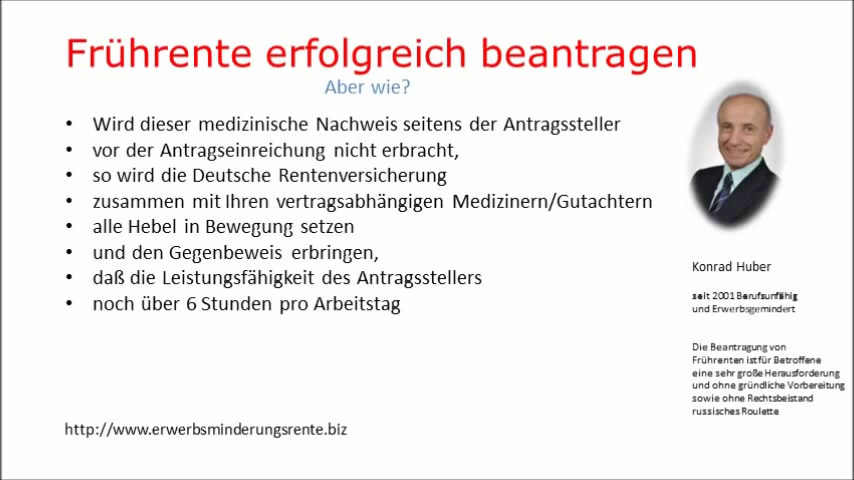 Frührente erfolgreich beantragen
Aber wie?
• Wird dieser medizinische Nachweis seitens der Antragssteller
• vor der Antragseinreichung nicht erbracht,
• so wird die Deutsche Rentenversicherung
• zusammen mit Ihren vertragsabhängigen Medizinern/Gutachtern
• alle Hebel in Bewegung setzen
• und den Gegenbeweis erbringen,
• daß die Leistungsfähigkeit des Antragsstellers
• noch über 6 Stunden pro Arbeitstag
Konrad Huber
seit 2001 Berufsunfähig
und Erwerbsgemindert
Die Beantragung von
Frührenten ist für Betroffene
eine sehr große Herausforderung
und ohne gründliche Vorbereitung
sowie ohne Rechtsbeistand
russisches Roulette
http://www.erwerbsminderungsrente.biz